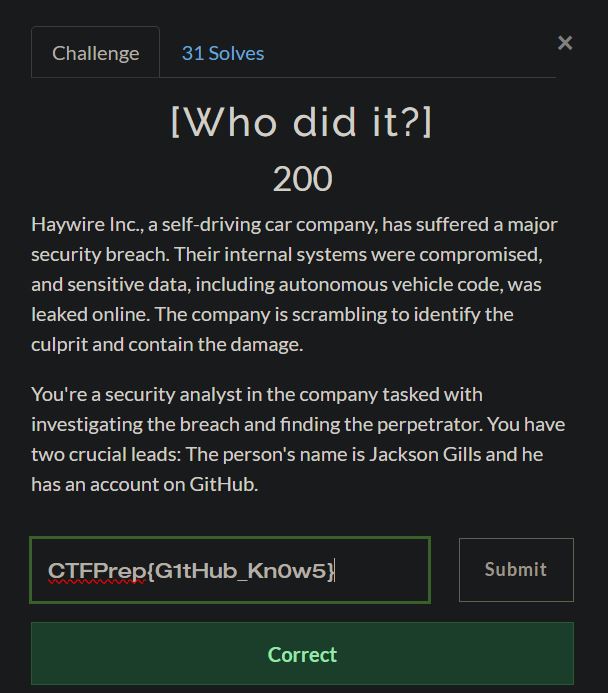 Challenge
31 Solves
×
[Who did it?]
200
Haywire Inc., a self-driving car company, has suffered a major
security breach. Their internal systems were compromised,
and sensitive data, including autonomous vehicle code, was
leaked online. The company is scrambling to identify the
culprit and contain the damage.
You're a security analyst in the company tasked with
investigating the breach and finding the perpetrator. You have
two crucial leads: The person's name is Jackson Gills and he
has an account on GitHub.
CTFPrep{G1tHub_Kn0w5}
Submit
Correct